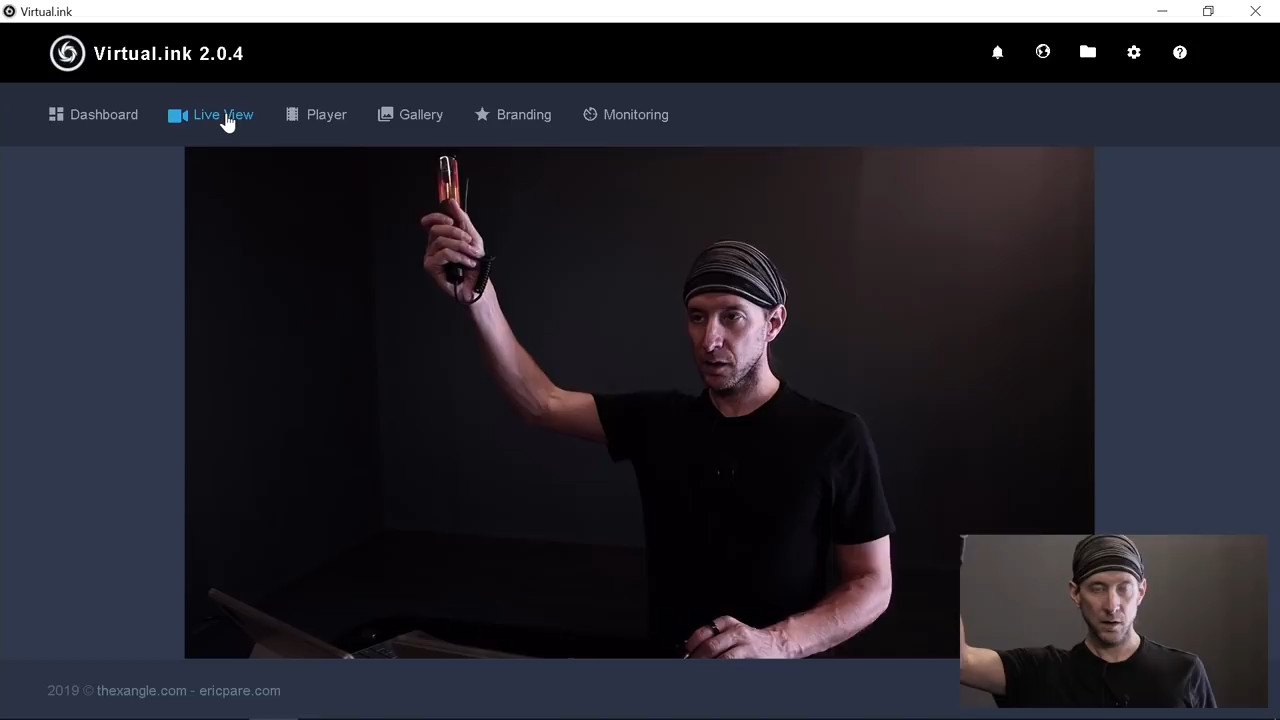 Virtual.ink
Virtual.ink 2.0.4
Dashboard Live View Player Gallery Branding Monitoring
2019 © thexangle.com - ericpare.com